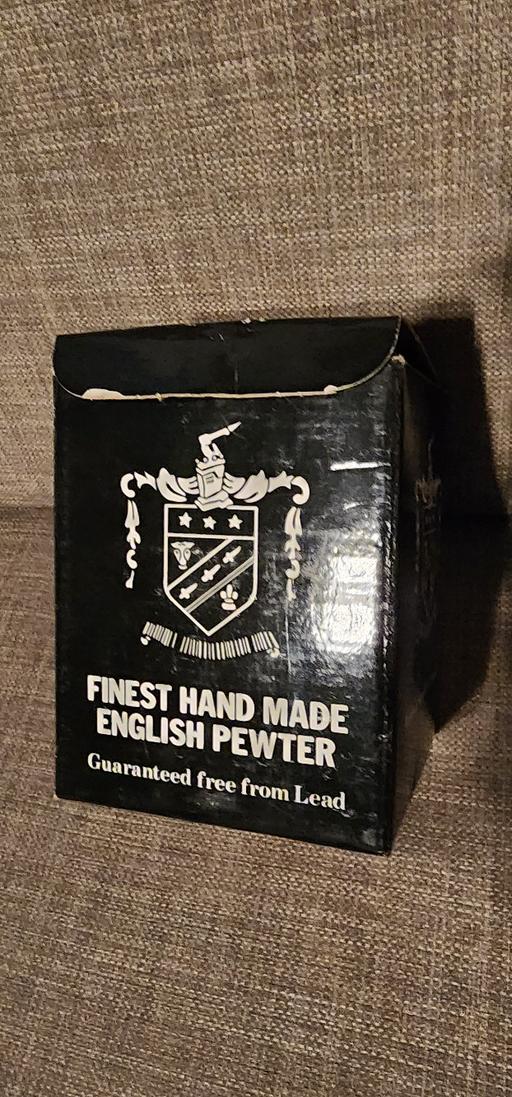 FINEST HAND MADE
ENGLISH PEWTER
Guaranteed free from Lead